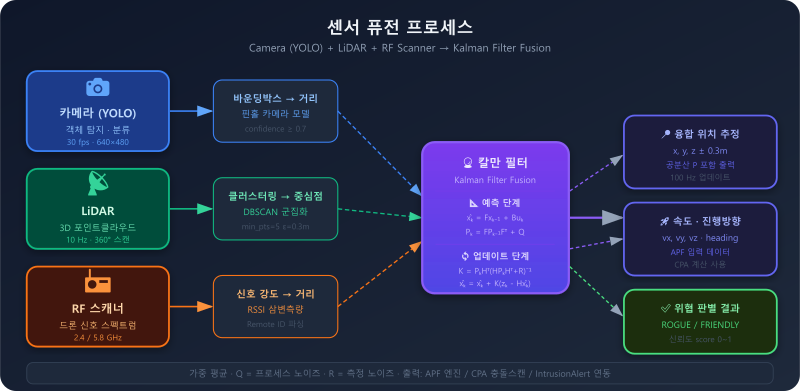 센서 퓨전 프로세스
Camera (YOLO) + LiDAR + RF Scanner → Kalman Filter Fusion
카메라 (YOLO)
객체 탐지 · 분류
30 fps · 640×480
바운딩박스 → 거리
핀홀 카메라 모델
confidence ≥ 0.7
LiDAR
3D 포인트클라우드
10 Hz · 360° 스캔
클러스터링 → 중심점
DBSCAN 군집화
min_pts=5 ε=0.3m
RF 스캐너
드론 신호 스펙트럼
2.4 / 5.8 GHz
신호 강도 → 거리
RSSI 삼변측량
Remote ID 파싱
칼만 필터
Kalman Filter Fusion
예측 단계
x̂ₖ = Fxₖ₋₁ + Buₖ
Pₖ = FPₖ₋₁Fᵀ + Q
업데이트 단계
K = PₖHᵀ(HPₖHᵀ+R)⁻¹
x̂ₖ = x̂ₖ + K(zₖ - Hx̂ₖ)
융합 위치 추정
x, y, z ± 0.3m
공분산 P 포함 출력
100 Hz 업데이트
속도 · 진행방향
vx, vy, vz · heading
APF 입력 데이터
CPA 계산 사용
위협 판별 결과
ROGUE / FRIENDLY
신뢰도 score 0~1
가중 평균 · Q = 프로세스 노이즈 · R = 측정 노이즈 · 출력: APF 엔진 / CPA 충돌스캔 / IntrusionAlert 연동